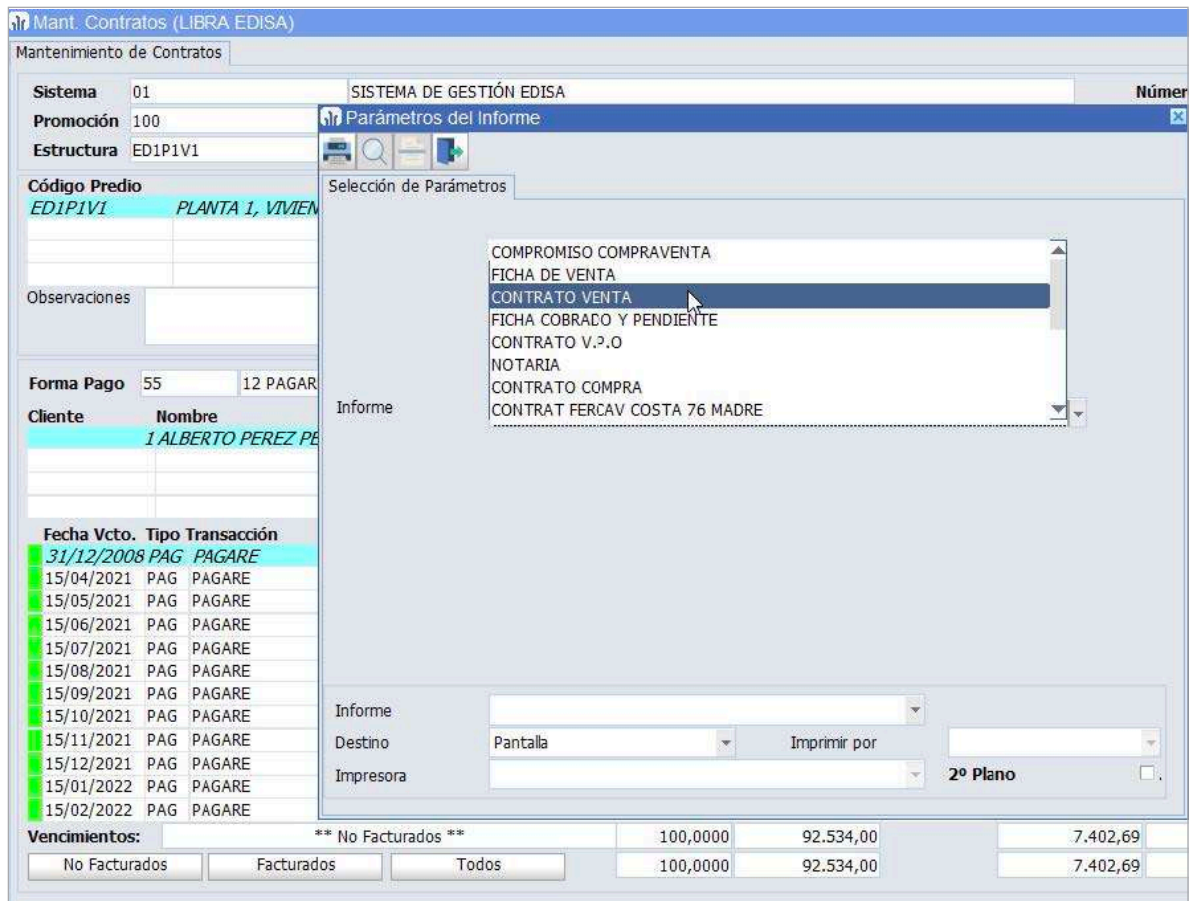 Mant. Contratos (LIBRA EDISA)
Mantenimiento de Contratos
Sistema 01 SISTEMA DE GESTIÓN EDISA Númer
Promoción 100
Estructura ED1P1V1
Parámetros del Informe
Selección de Parámetros
Código Predio
ED1P1V1 PLANTA 1, VIVIEN
Observaciones
COMPROMISO COMPRAVENTA
FICHA DE VENTA
CONTRATO VENTA
FICHA COBRADO Y PENDIENTE
CONTRATO V.P.O
NOTARIA
CONTRATO COMPRA
CONTRAT FERCAV COSTA 76 MADRE
Informe
Forma Pago 55 12 PAGAR
Cliente Nombre
1 ALBERTO PEREZ PE
Fecha Vcto. Tipo Transacción
31/12/2008 PAG PAGARE
15/04/2021 PAG PAGARE
15/05/2021 PAG PAGARE
15/06/2021 PAG PAGARE
15/07/2021 PAG PAGARE
15/08/2021 PAG PAGARE
15/09/2021 PAG PAGARE
15/10/2021 PAG PAGARE
15/11/2021 PAG PAGARE
15/12/2021 PAG PAGARE
15/01/2022 PAG PAGARE
15/02/2022 PAG PAGARE
Informe
Destino Pantalla Imprimir por
Impresora 2º Plano .
Vencimientos: ** No Facturados ** 100,0000 92.534,00 7.402,69
No Facturados Facturados Todos 100,0000 92.534,00 7.402,69